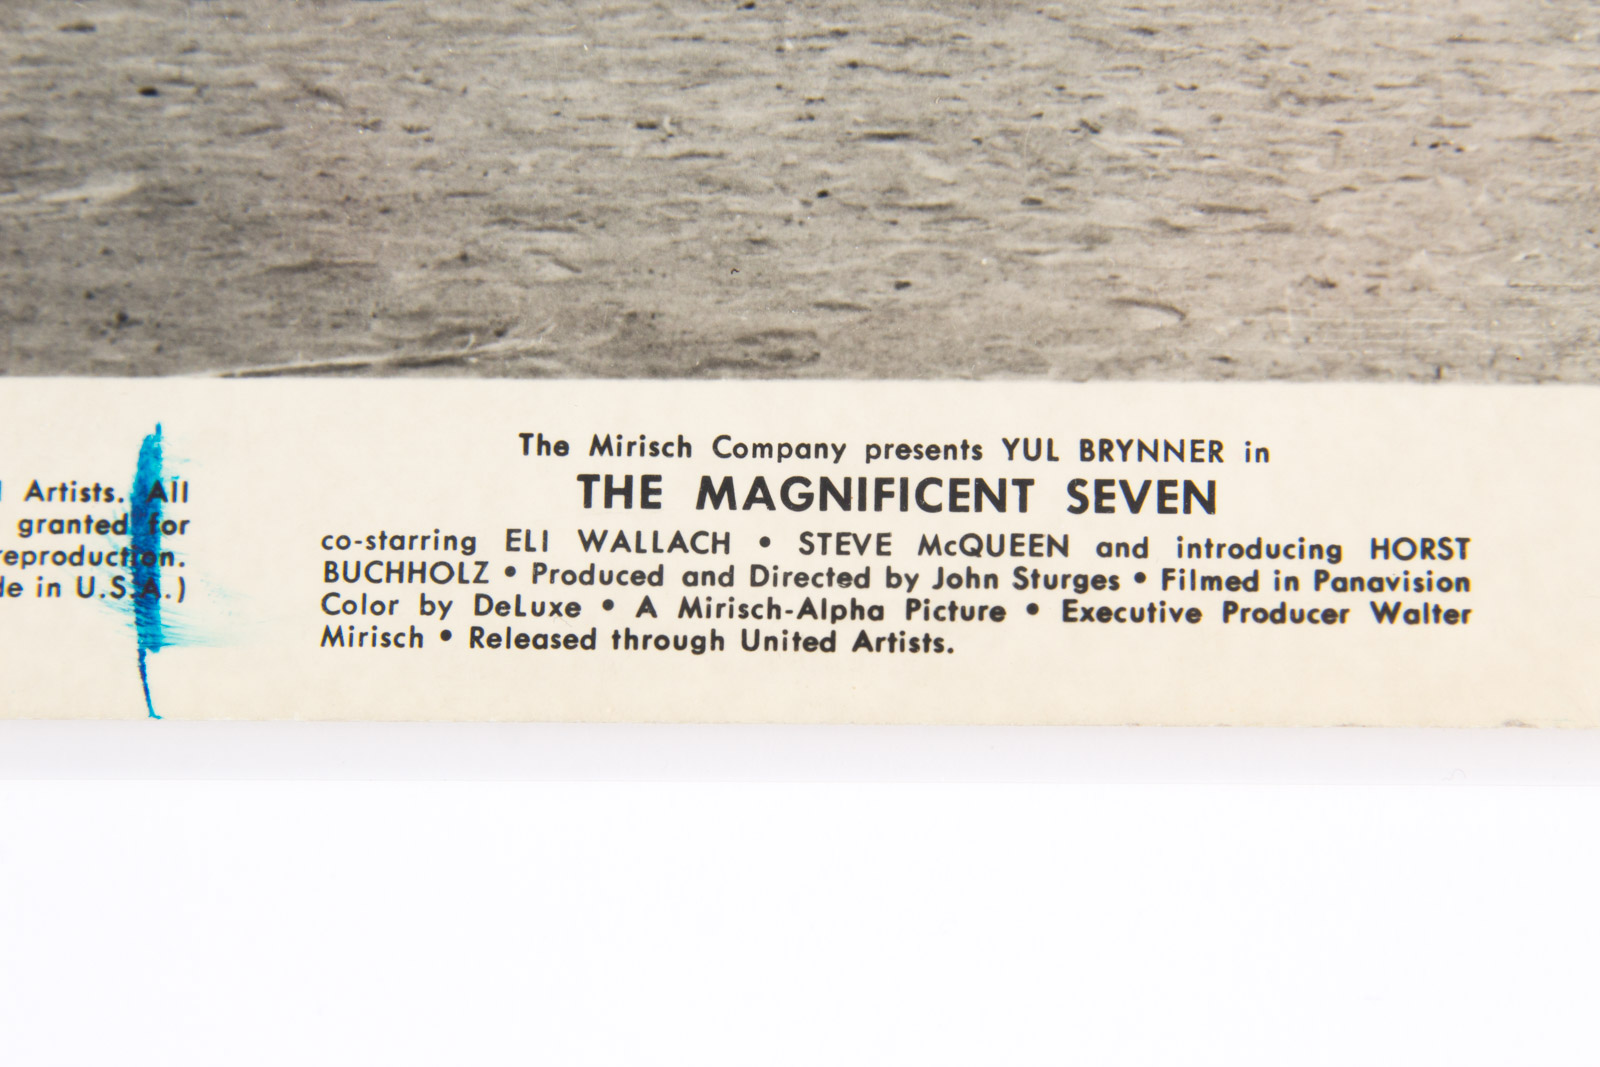 Artists. All
granted for
reproduction.
in U.S.A.)
The Mirisch Company presents YUL BRYNNER in
THE MAGNIFICENT SEVEN
co-starring ELI WALLACH • STEVE McQUEEN and introducing HORST
BUCHHOLZ • Produced and Directed by John Sturges • Filmed in Panavision
Color by DeLuxe • A Mirisch-Alpha Picture • Executive Producer Walter
Mirisch • Released through United Artists.